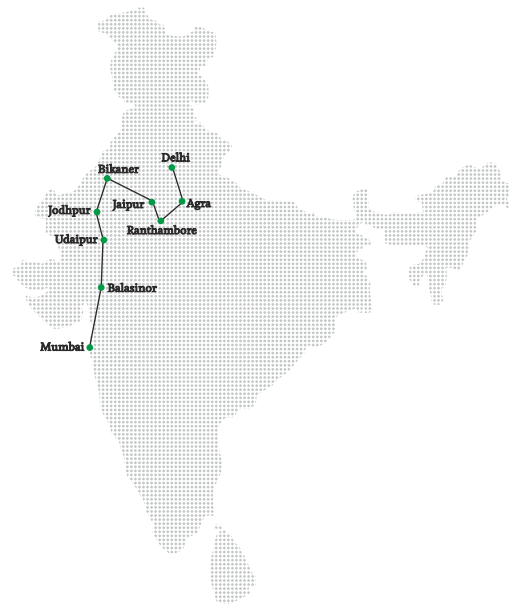 Delhi
Bikaner
Jaipur
Agra
Jodhpur
Ranthambore
Udaipur
Balasinor
Mumbai